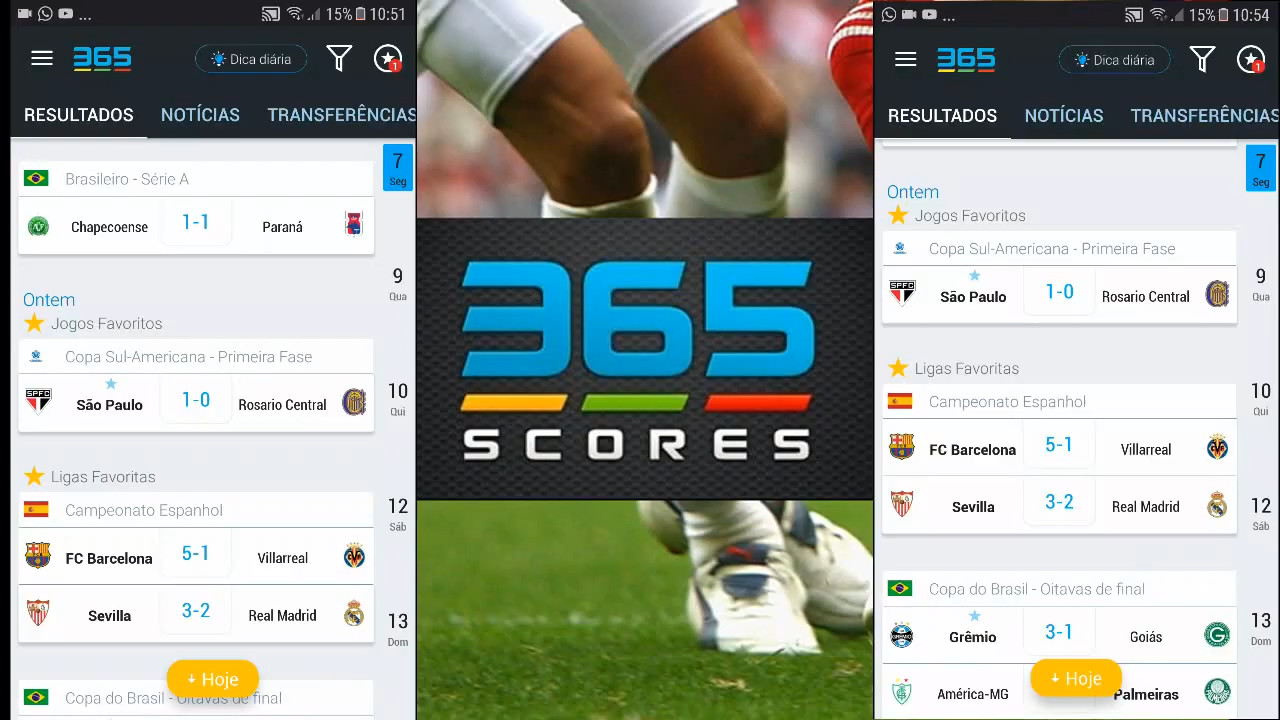 ... 15% 10:51
365
Dica diária
1
RESULTADOS NOTÍCIAS TRANSFERÊNCIAS
7
Seg
Brasileiro - Série A
Chapecoense 1-1 Paraná
9
Qua
Ontem
Jogos Favoritos
Copa Sul-Americana - Primeira Fase
SPFC São Paulo 1-0 Rosario Central
10
Qui
Ligas Favoritas
Campeonato Espanhol
12
Sáb
FC Barcelona 5-1 Villarreal
Sevilla 3-2 Real Madrid
13
Dom
Hoje
Copa do Brasil - Oitavas de final
365
SCORES
... 15% 10:54
365
Dica diária
1
RESULTADOS NOTÍCIAS TRANSFERÊNCIAS
7
Seg
Ontem
Jogos Favoritos
Copa Sul-Americana - Primeira Fase
SPFC São Paulo 1-0 Rosario Central
9
Qua
Ligas Favoritas
Campeonato Espanhol
10
Qui
FC Barcelona 5-1 Villarreal
Sevilla 3-2 Real Madrid
12
Sáb
Copa do Brasil - Oitavas de final
GRÊMIO Grêmio 3-1 Goiás
13
Dom
Hoje
América-MG Palmeiras